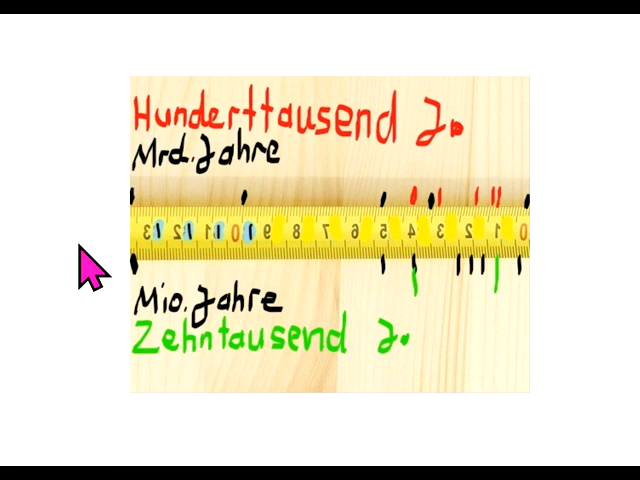 Hunderttausend J.
Mrd. Jahre
13 12 11 10 9 8 7 6 5 4 3 2 1 0
Mio. Jahre
Zehntausend J.